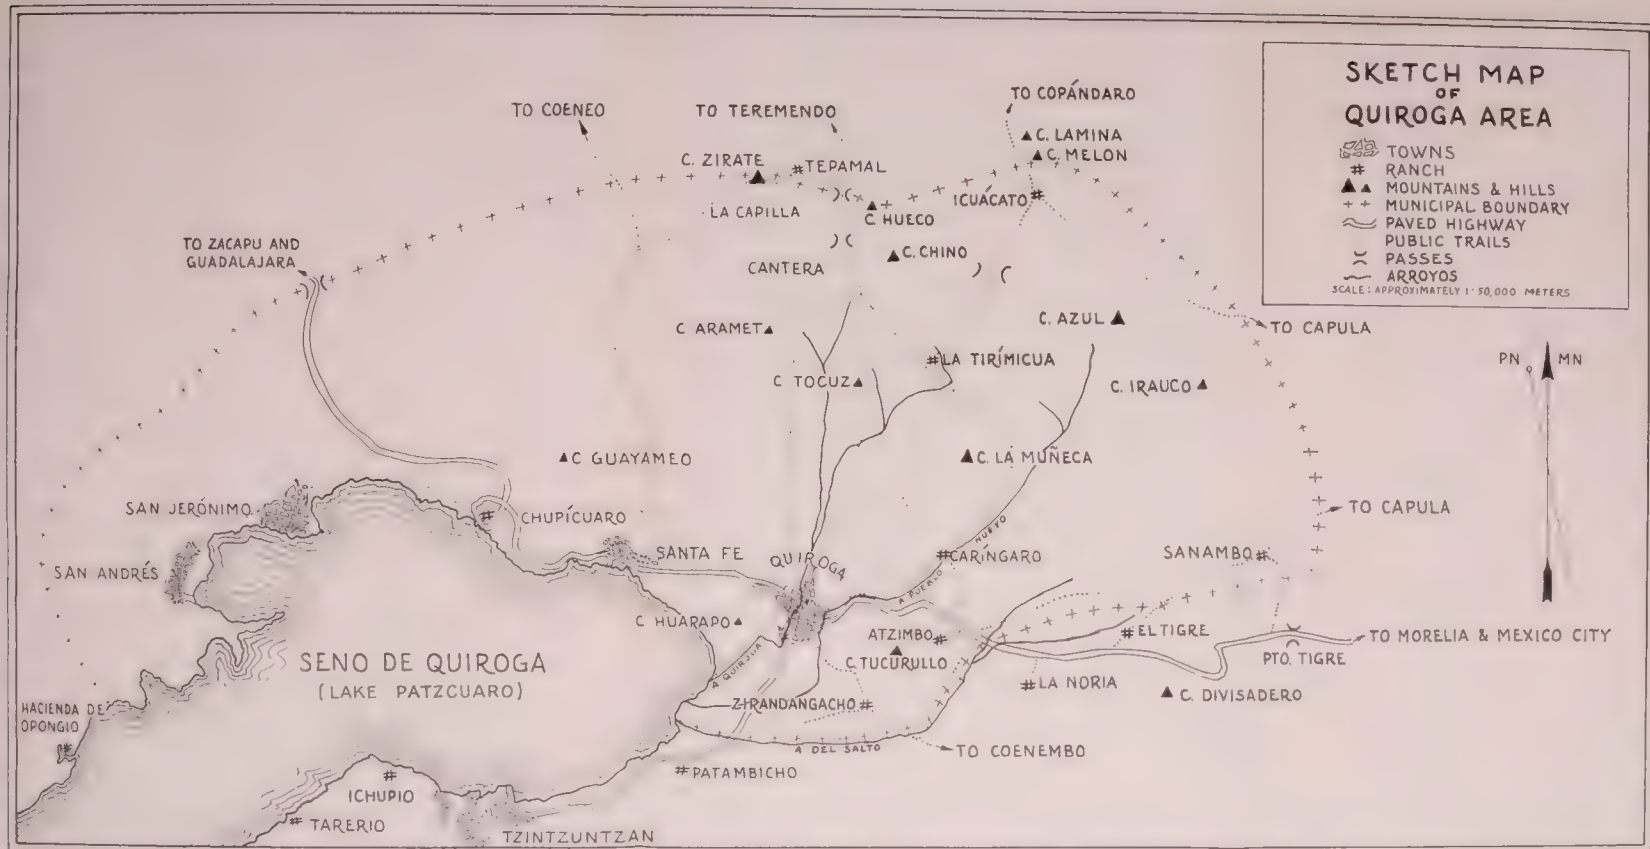 SKETCH MAP
OF
QUIROGA AREA
TOWNS
RANCH
MOUNTAINS & HILLS
MUNICIPAL BOUNDARY
PAVED HIGHWAY
PUBLIC TRAILS
PASSES
ARROYOS
SCALE: APPROXIMATELY 1-50,000 METERS
TO COENEO
TO TEREMENDO
TO COPÁNDARO
C. LAMINA
C. MELON
C. ZIRATE
TEPAMAL
ICUÁCATO
LA CAPILLA
C. HUECO
TO ZACAPU AND
GUADALAJARA
C. CHINO
CANTERA
C ARAMET
C. AZUL
TO CAPULA
PN
MN
LA TIRÍMICUA
C TOCUZ
C. IRAUCO
C GUAYAMEO
C. LA MUÑECA
SAN JERÓNIMO
CHUPÍCUARO
TO CAPULA
SAN ANDRÉS
SANTA FE
QUIROGA
CARÍNGARO
A PUEBLO NUEVO
SANAMBO
C HUARAPO
ATZIMBO
EL TIGRE
TO MORELIA & MEXICO CITY
SENO DE QUIROGA
(LAKE PATZCUARO)
A QUIROGA
C. TUCURULLO
PTO. TIGRE
LA NORIA
C. DIVISADERO
HACIENDA DE
OPONGIO
ZIRANDANGACHO
A DEL SALTO
TO COENEMBO
PATAMBICHO
ICHUPIO
TARERIO
TZINTZUNTZAN